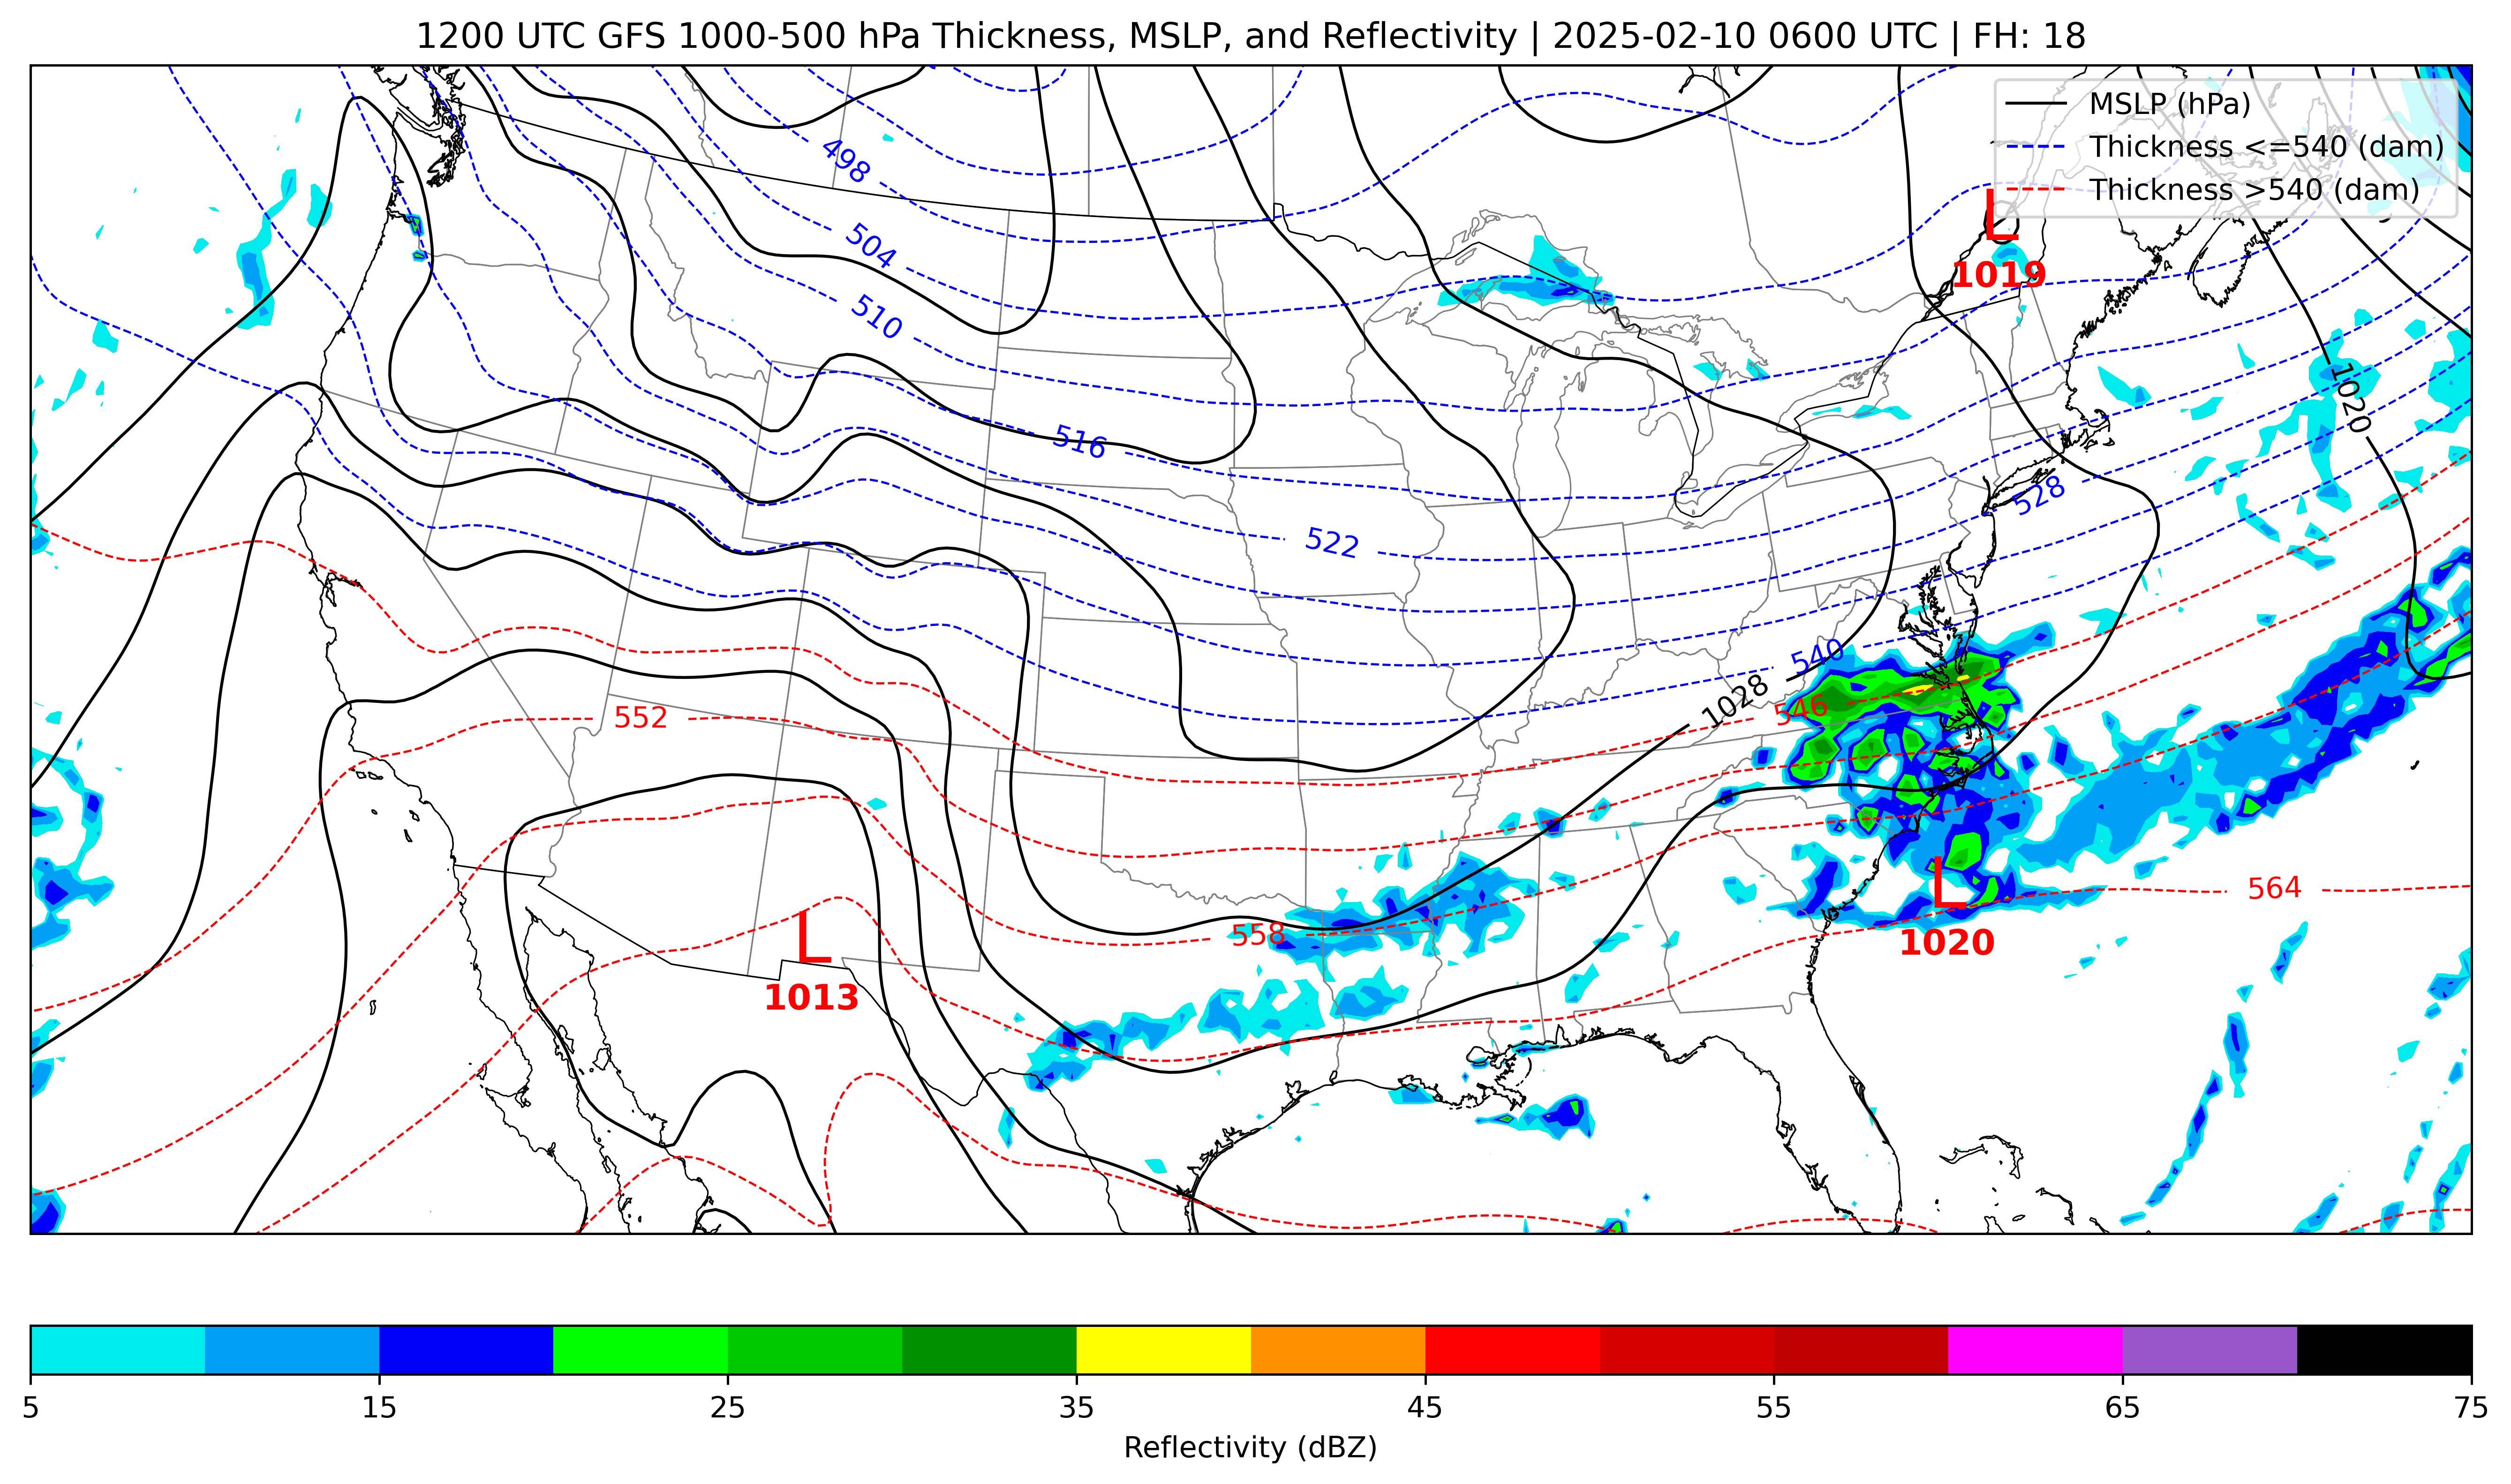 1200 UTC GFS 1000-500 hPa Thickness, MSLP, and Reflectivity | 2025-02-10 0600 UTC | FH: 18
MSLP (hPa)
Thickness <=540 (dam)
Thickness >540 (dam)
498
L
504
1019
510
1020
516
528
522
540
1028
546
552
L
564
558
1020
L
1013
5 15 25 35 45 55 65 75
Reflectivity (dBZ)